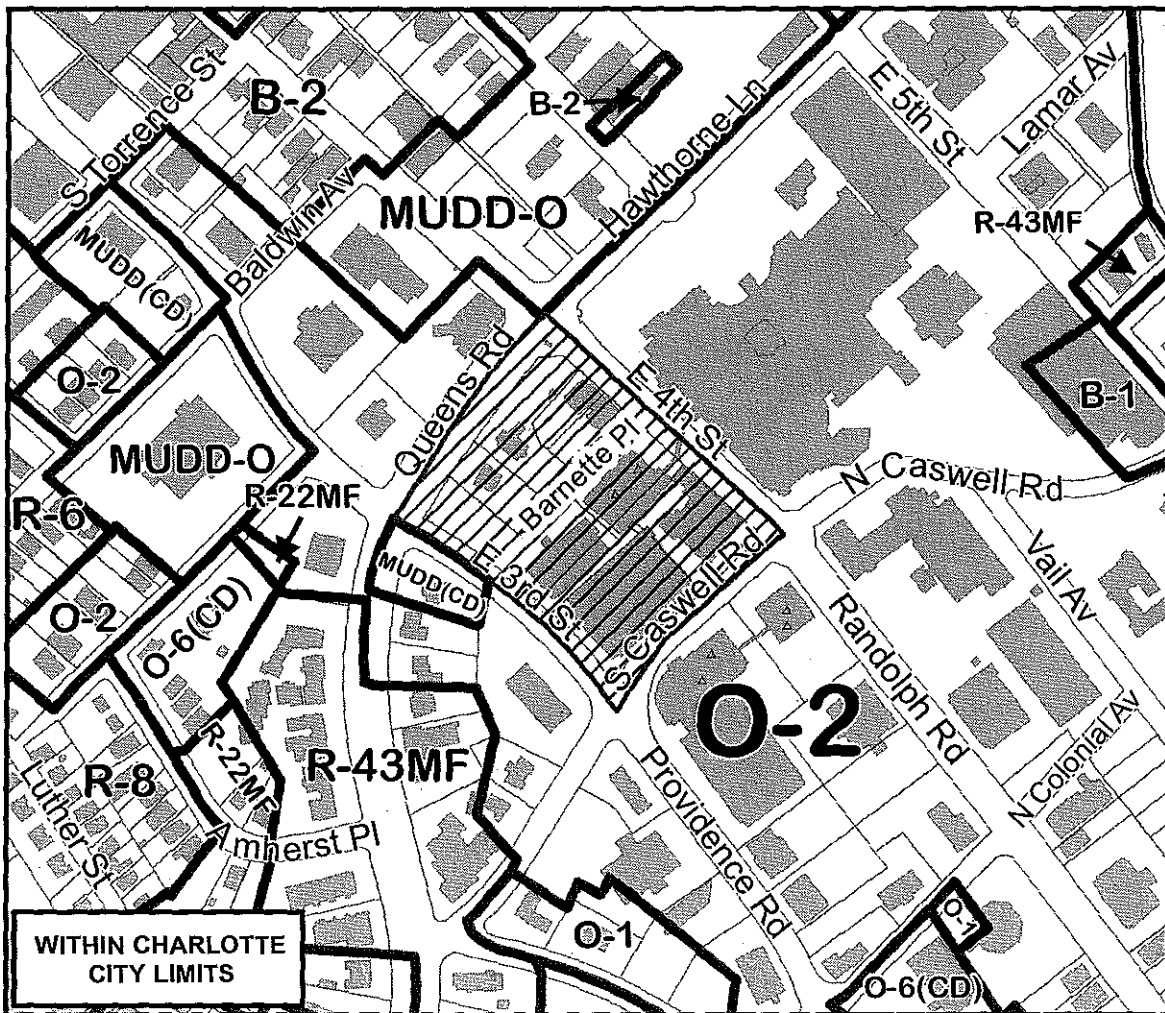 S Torrence St
B-2
B-2
Hawthorne Ln
E 5th St
Lamar Av
R-43MF
MUDD-O
Baldwin Av
MUDD(CD)
O-2
Queens Rd
E 4th St
B-1
MUDD-O
R-22MF
Barnette Pl
N Caswell Rd
R-6
MUDD(CD)
E 3rd St
Vail Av
O-2
O-6(CD)
S Caswell Rd
Randolph Rd
O-2
R-22MF
R-43MF
N Colonial Av
R-8
Luther St
Amherst Pl
Providence Rd
O-1
O-1
O-6(CD)
WITHIN CHARLOTTE
CITY LIMITS